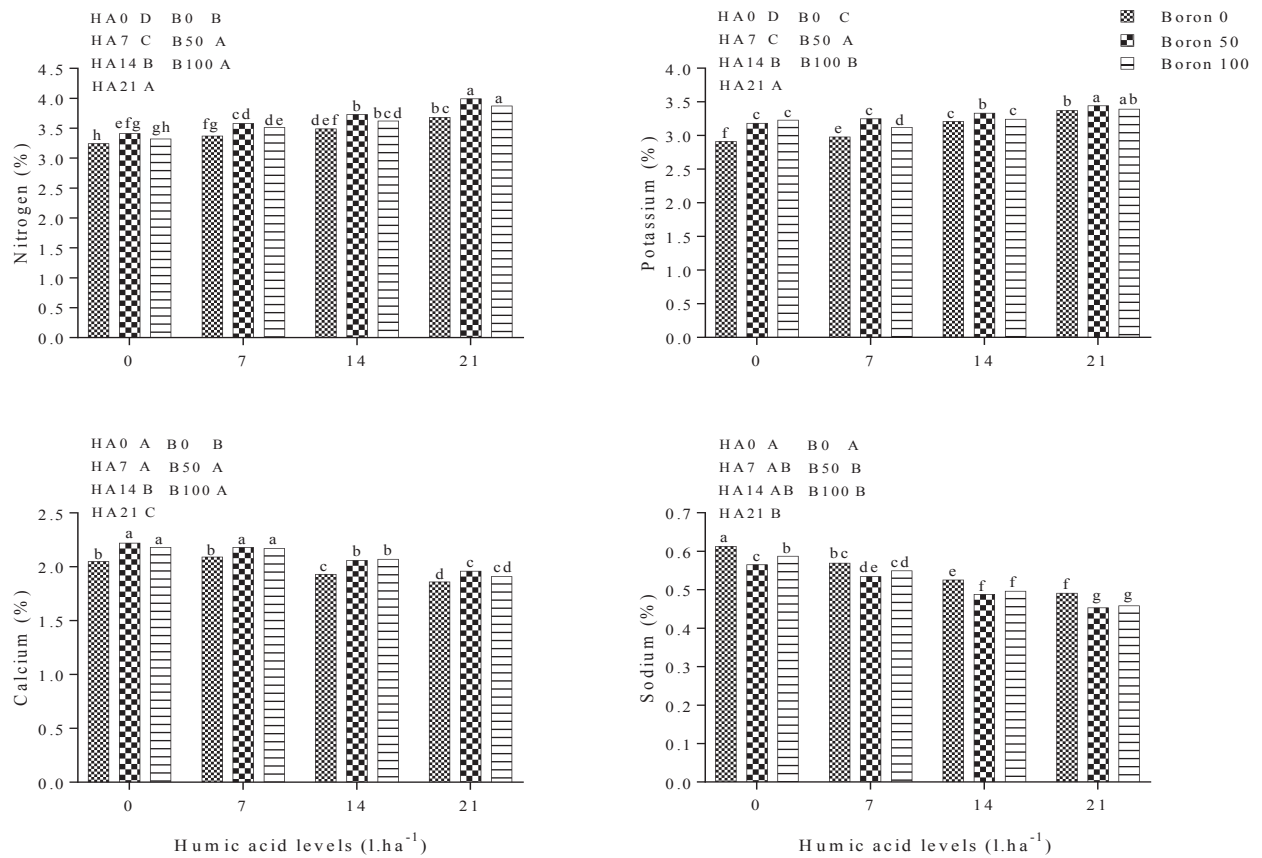 HA0 D B0 B
HA7 C B50 A
HA14 B B100 A
HA21 A
Nitrogen (%)
4.5
4.0
3.5
3.0
2.5
2.0
1.5
1.0
0.5
0.0
h efg gh fg cd de def b bcd bc a a
0 7 14 21
HA0 D B0 C
HA7 C B50 A
HA14 B B100 B
HA21 A
Potassium (%)
4.0
3.5
3.0
2.5
2.0
1.5
1.0
0.5
0.0
f c c e c d c b c b a ab
0 7 14 21
Boron 0
Boron 50
Boron 100
HA0 A B0 B
HA7 A B50 A
HA14 B B100 A
HA21 C
Calcium (%)
2.5
2.0
1.5
1.0
0.5
0.0
b a a b a a c b b d c cd
0 7 14 21
Humic acid levels (l.ha⁻¹)
HA0 A B0 A
HA7 AB B50 B
HA14 AB B100 B
HA21 B
Sodium (%)
0.7
0.6
0.5
0.4
0.3
0.2
0.1
0.0
a c b bc de cd e f f f g g
0 7 14 21
Humic acid levels (l.ha⁻¹)